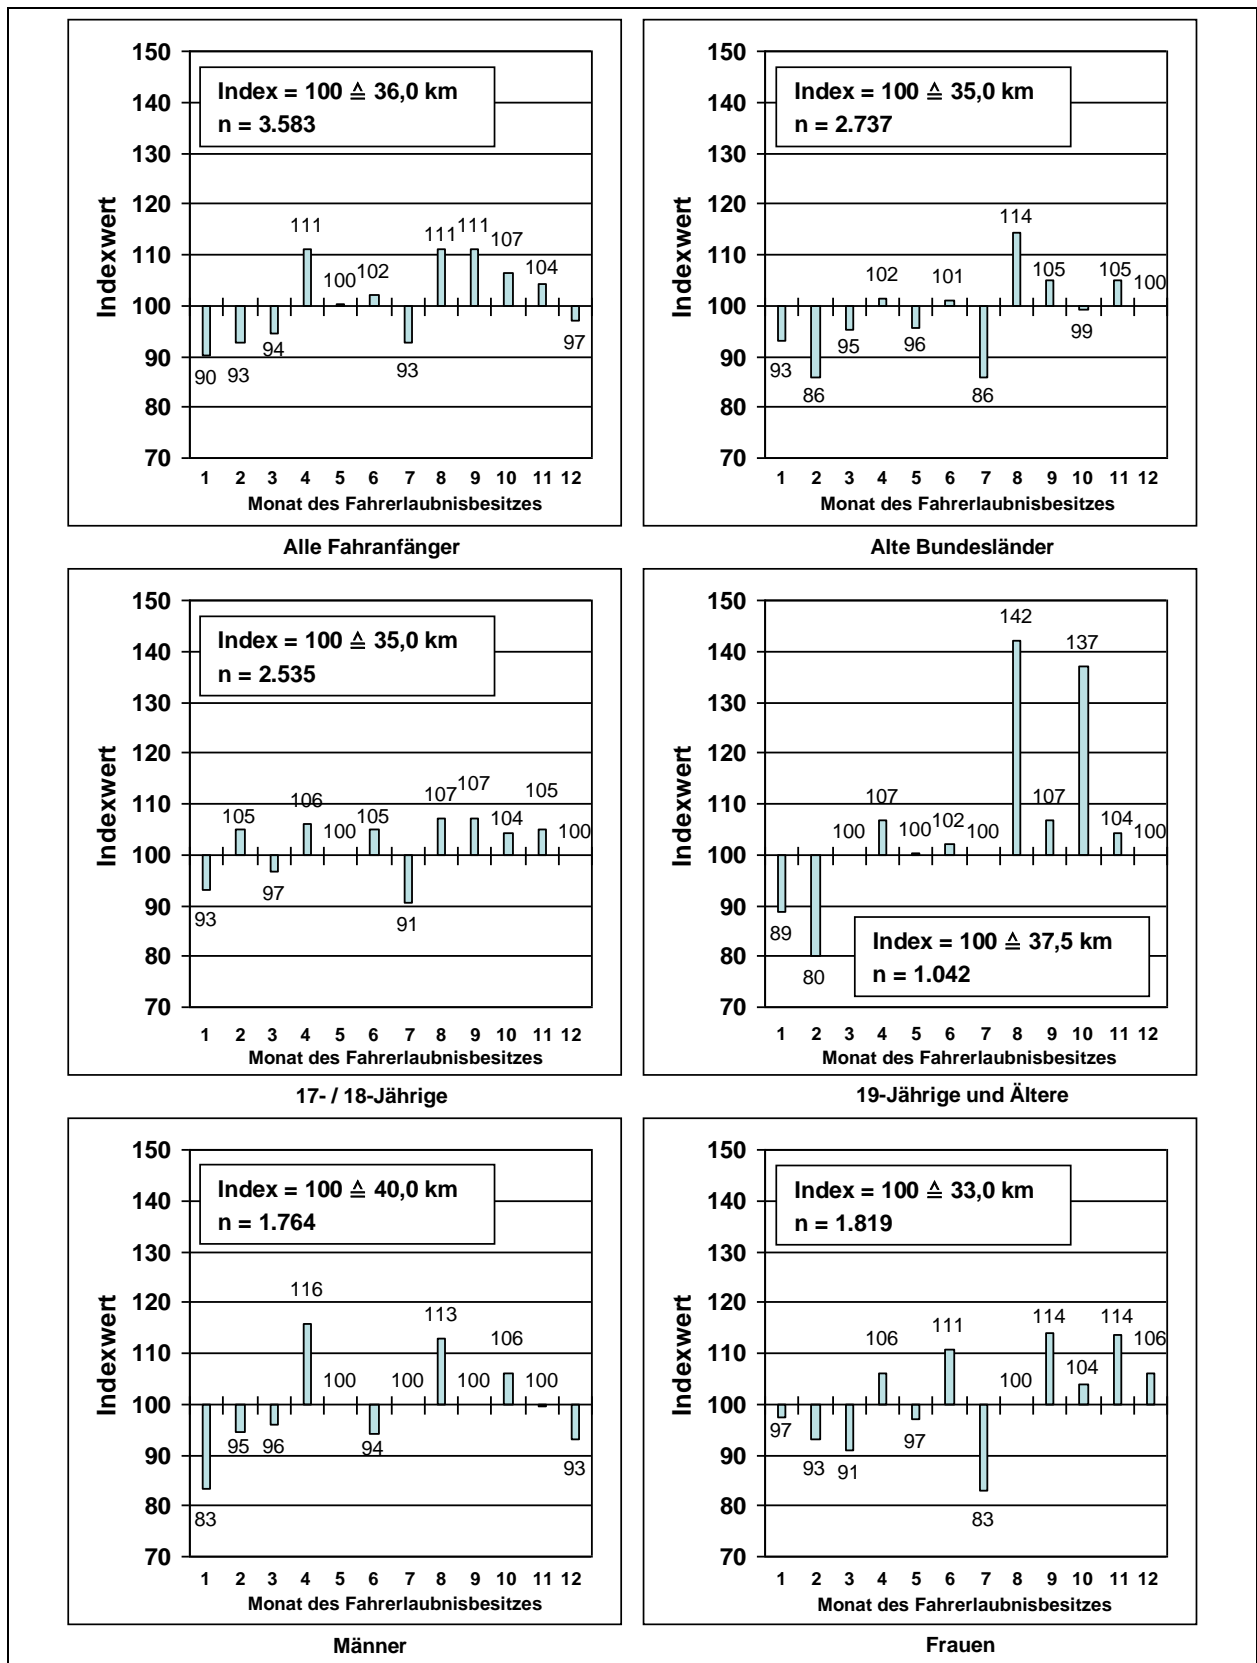 150
140
130
120
110
100
90
80
70
Indexwert
Index = 100 ≙ 36,0 km
n = 3.583
90 93 94 111 100 102 93 111 111 107 104 97
1 2 3 4 5 6 7 8 9 10 11 12
Monat des Fahrerlaubnisbesitzes
Alle Fahranfänger
150
140
130
120
110
100
90
80
70
Indexwert
Index = 100 ≙ 35,0 km
n = 2.737
93 86 95 102 96 101 86 114 105 99 105 100
1 2 3 4 5 6 7 8 9 10 11 12
Monat des Fahrerlaubnisbesitzes
Alte Bundesländer
150
140
130
120
110
100
90
80
70
Indexwert
Index = 100 ≙ 35,0 km
n = 2.535
93 105 97 106 100 105 91 107 107 104 105 100
1 2 3 4 5 6 7 8 9 10 11 12
Monat des Fahrerlaubnisbesitzes
17- / 18-Jährige
150
140
130
120
110
100
90
80
70
Indexwert
89 80 100 107 100 102 100 142 107 137 104 100
Index = 100 ≙ 37,5 km
n = 1.042
1 2 3 4 5 6 7 8 9 10 11 12
Monat des Fahrerlaubnisbesitzes
19-Jährige und Ältere
150
140
130
120
110
100
90
80
70
Indexwert
Index = 100 ≙ 40,0 km
n = 1.764
83 95 96 116 100 94 100 113 100 106 100 93
1 2 3 4 5 6 7 8 9 10 11 12
Monat des Fahrerlaubnisbesitzes
Männer
150
140
130
120
110
100
90
80
70
Indexwert
Index = 100 ≙ 33,0 km
n = 1.819
97 93 91 106 97 111 83 100 114 104 114 106
1 2 3 4 5 6 7 8 9 10 11 12
Monat des Fahrerlaubnisbesitzes
Frauen